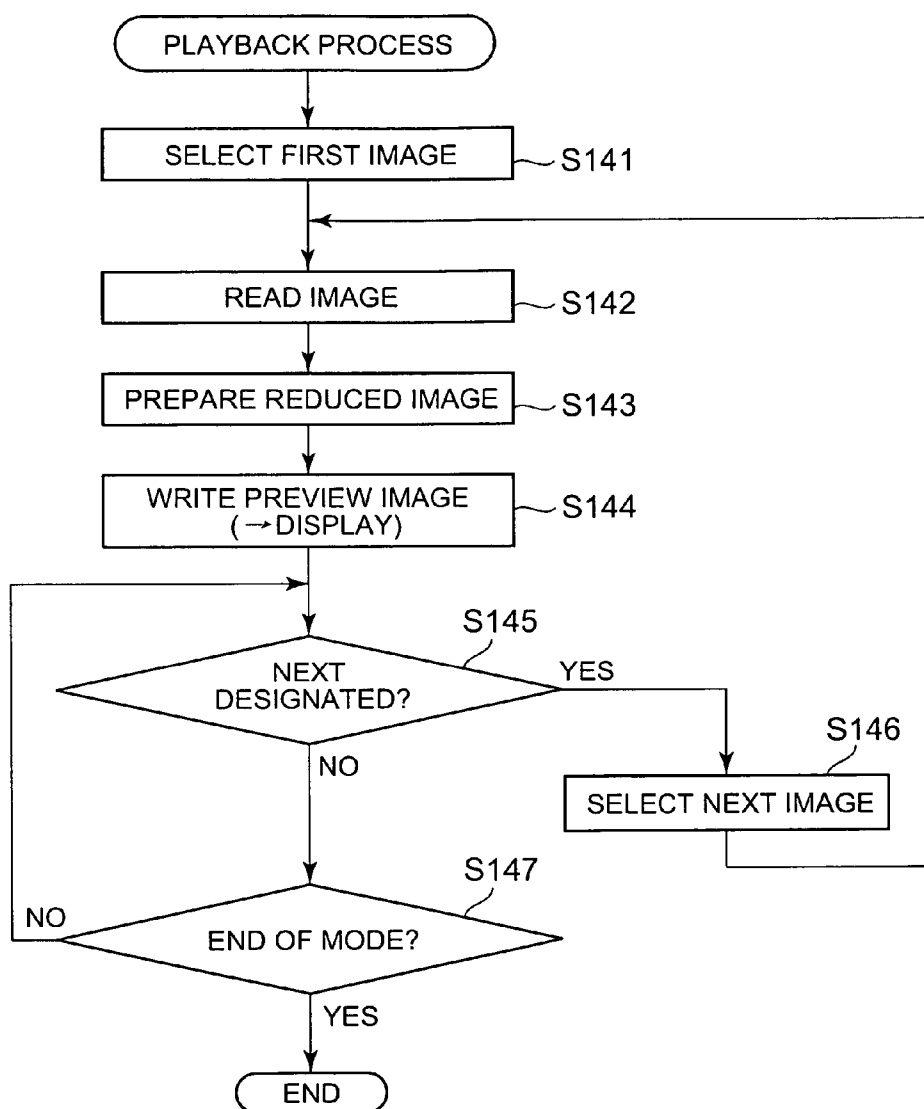 PLAYBACK PROCESS
SELECT FIRST IMAGE
S141
READ IMAGE
S142
PREPARE REDUCED IMAGE
S143
WRITE PREVIEW IMAGE
(→DISPLAY)
S144
S145
NEXT
DESIGNATED?
YES
NO
S146
SELECT NEXT IMAGE
S147
NO
END OF MODE?
YES
END